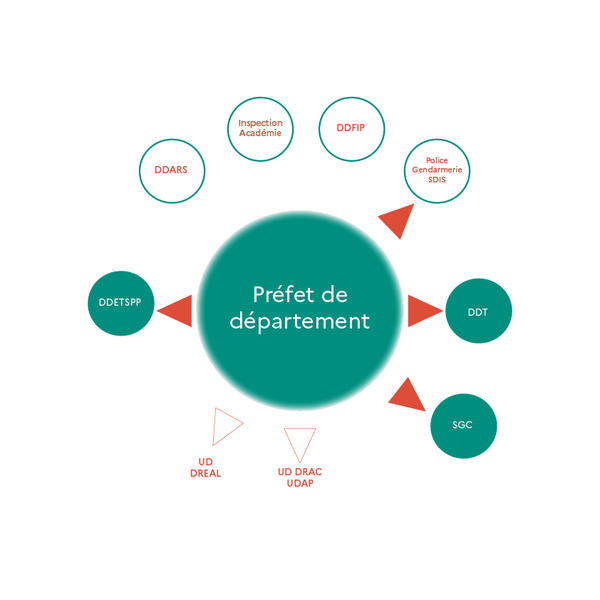 Inspection
Académie
DDFIP
DDARS
Police
Gendarmerie
SDIS
Préfet de
département
DDETSPP
DDT
SGC
UD
DREAL
UD DRAC
UDAP